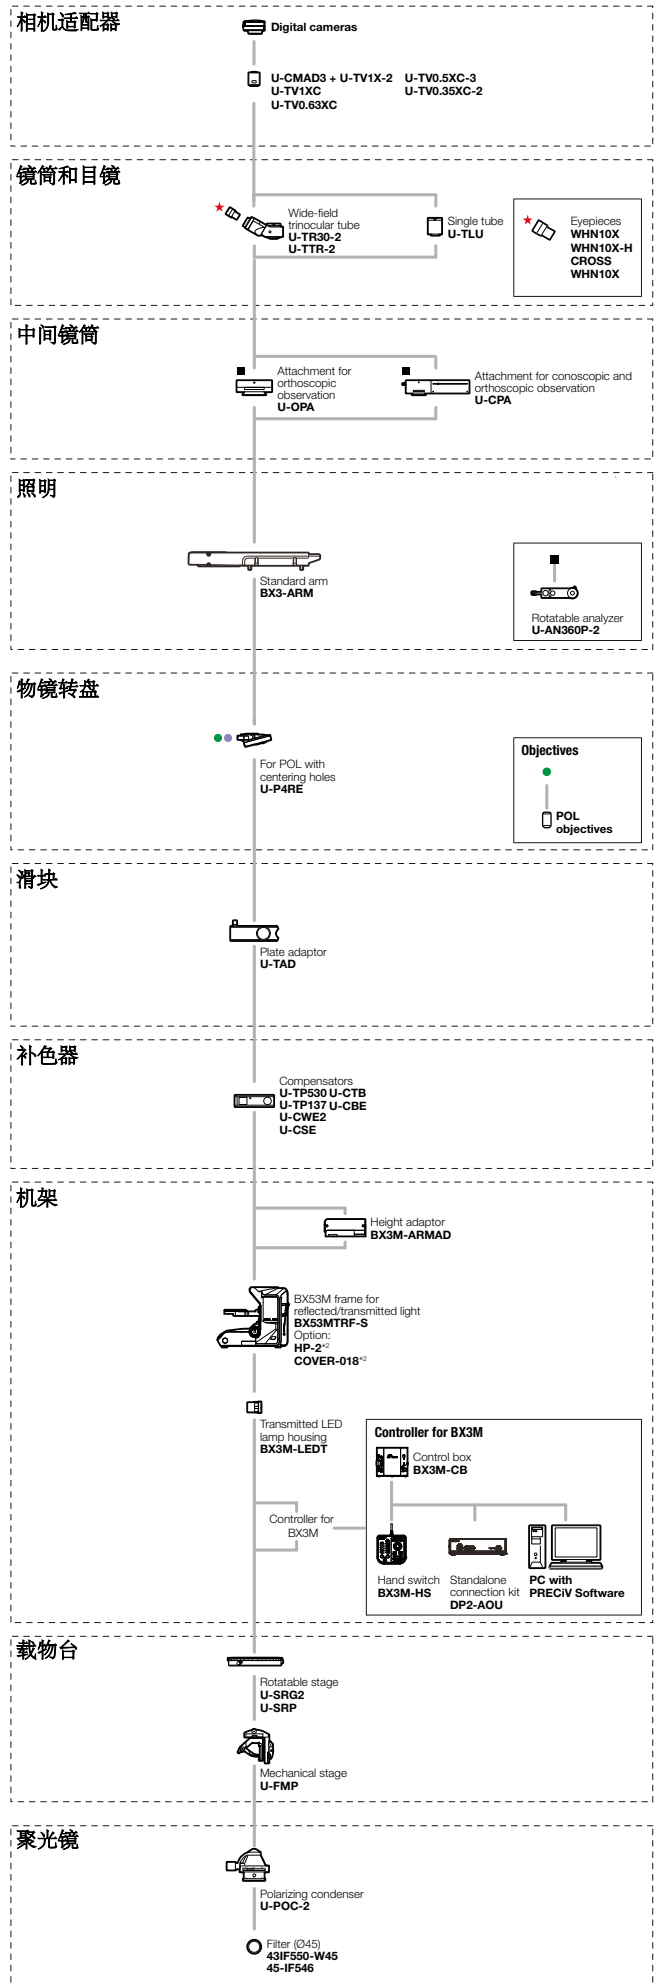 相机适配器
Digital cameras
U-CMAD3 + U-TV1X-2 U-TV0.5XC-3
U-TV1XC U-TV0.35XC-2
U-TV0.63XC
镜筒和目镜
Wide-field
trinocular tube
U-TR30-2
U-TTR-2
Single tube
U-TLU
Eyepieces
WHN10X
WHN10X-H
CROSS
WHN10X
中间镜筒
Attachment for
orthoscopic
observation
U-OPA
Attachment for conoscopic and
orthoscopic observation
U-CPA
照明
Standard arm
BX3-ARM
Rotatable analyzer
U-AN360P-2
物镜转盘
For POL with
centering holes
U-P4RE
Objectives
POL
objectives
滑块
Plate adaptor
U-TAD
补色器
Compensators
U-TP530 U-CTB
U-TP137 U-CBE
U-CWE2
U-CSE
机架
Height adaptor
BX3M-ARMAD
BX53M frame for
reflected/transmitted light
BX53MTRF-S
Option:
HP-2*2
COVER-018*2
Transmitted LED
lamp housing
BX3M-LEDT
Controller for
BX3M
Controller for BX3M
Control box
BX3M-CB
Hand switch
BX3M-HS
Standalone
connection kit
DP2-AOU
PC with
PRECiV Software
载物台
Rotatable stage
U-SRG2
U-SRP
Mechanical stage
U-FMP
聚光镜
Polarizing condenser
U-POC-2
Filter (Ø45)
43IF550-W45
45-IF546